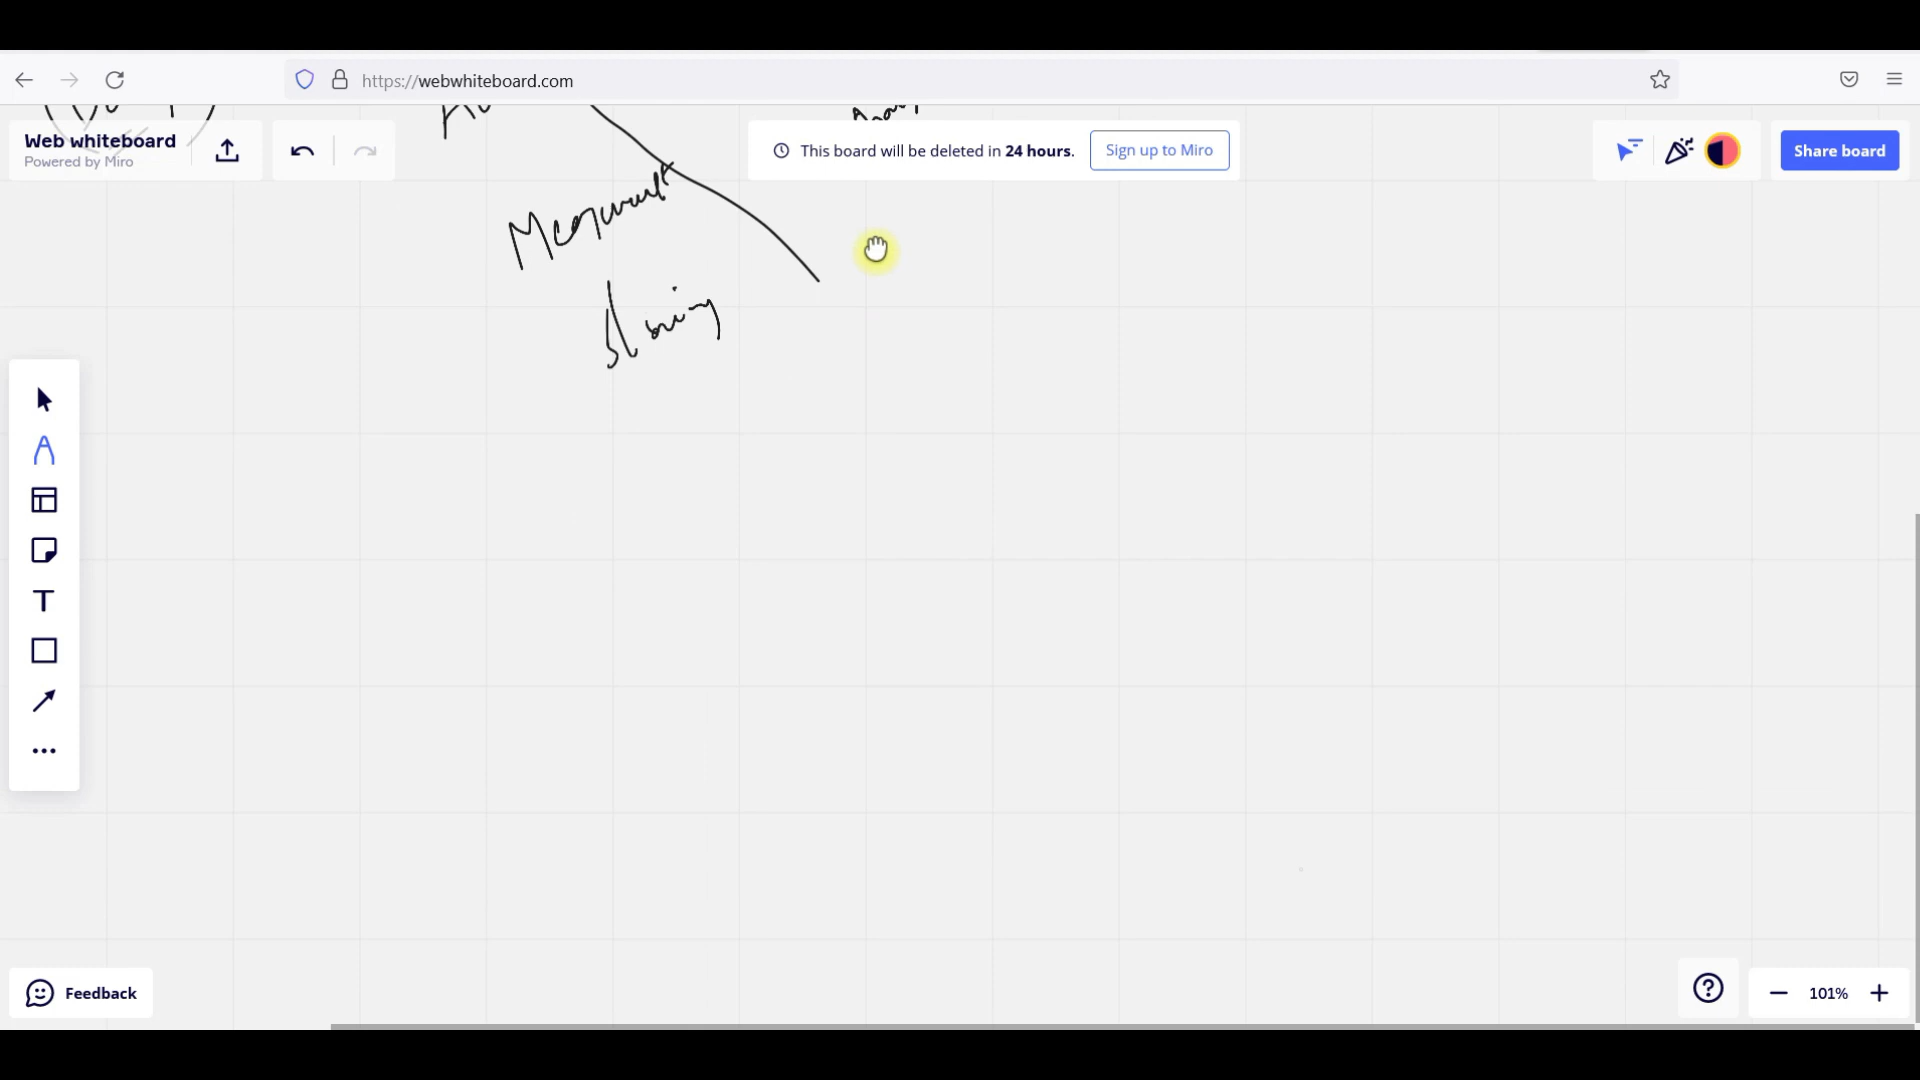 https://webwhiteboard.com
Web whiteboard
Powered by Miro
This board will be deleted in 24 hours.
Sign up to Miro
Share board
T
Feedback
?
101%